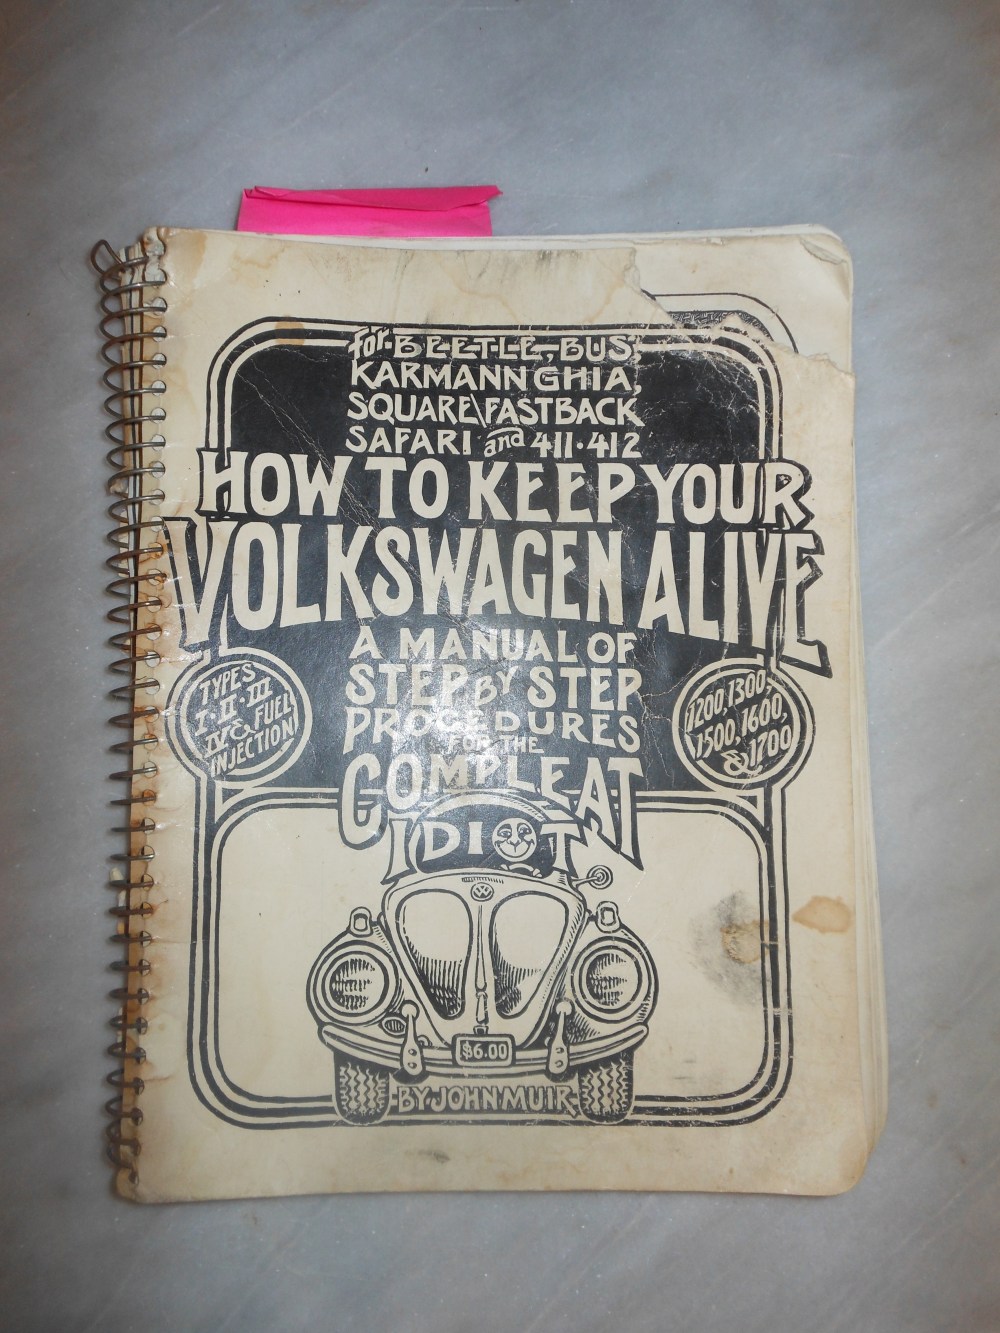 for BEETLE, BUS,
KARMANN GHIA,
SQUARE\FASTBACK
SAFARI and 411·412
HOW TO KEEP YOUR
VOLKSWAGEN ALIVE
A MANUAL OF
STEP BY STEP
PROCEDURES
FOR THE
COMPLEAT
IDIOT
TYPES
I·II·III
IV & FUEL
INJECTION
1200, 1300,
1500, 1600,
& 1700
VW
$6.00
BY JOHN MUIR